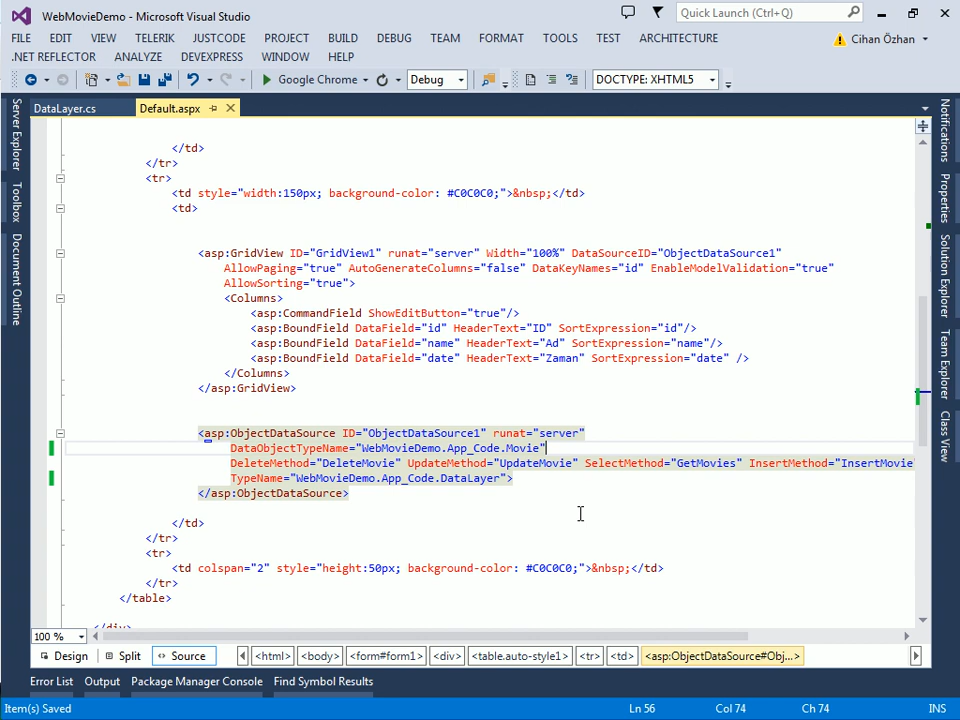 WebMovieDemo - Microsoft Visual Studio
Quick Launch (Ctrl+Q)
FILE EDIT VIEW TELERIK JUSTCODE PROJECT BUILD DEBUG TEAM FORMAT TOOLS TEST ARCHITECTURE
Cihan Özhan
.NET REFLECTOR ANALYZE DEVEXPRESS WINDOW HELP
Google Chrome Debug DOCTYPE: XHTML5
DataLayer.cs Default.aspx
Server Explorer
Toolbox
Document Outline
</td>
</tr>
<tr>
<td style="width:150px; background-color: #C0C0C0;">&nbsp;</td>
<td>
<asp:GridView ID="GridView1" runat="server" Width="100%" DataSourceID="ObjectDataSource1"
AllowPaging="true" AutoGenerateColumns="false" DataKeyNames="id" EnableModelValidation="true"
AllowSorting="true">
<Columns>
<asp:CommandField ShowEditButton="true"/>
<asp:BoundField DataField="id" HeaderText="ID" SortExpression="id"/>
<asp:BoundField DataField="name" HeaderText="Ad" SortExpression="name"/>
<asp:BoundField DataField="date" HeaderText="Zaman" SortExpression="date" />
</Columns>
</asp:GridView>
<asp:ObjectDataSource ID="ObjectDataSource1" runat="server"
DataObjectTypeName="WebMovieDemo.App_Code.Movie"
DeleteMethod="DeleteMovie" UpdateMethod="UpdateMovie" SelectMethod="GetMovies" InsertMethod="InsertMovie"
TypeName="WebMovieDemo.App_Code.DataLayer">
</asp:ObjectDataSource>
</td>
</tr>
<tr>
<td colspan="2" style="height:50px; background-color: #C0C0C0;">&nbsp;</td>
</tr>
</table>
</div>
Notifications
Properties
Solution Explorer
Team Explorer
Class View
100 %
Design Split Source <html> <body> <form#form1> <div> <table.auto-style1> <tr> <td> <asp:ObjectDataSource#Obj...>
Error List Output Package Manager Console Find Symbol Results
Item(s) Saved Ln 56 Col 74 Ch 74 INS